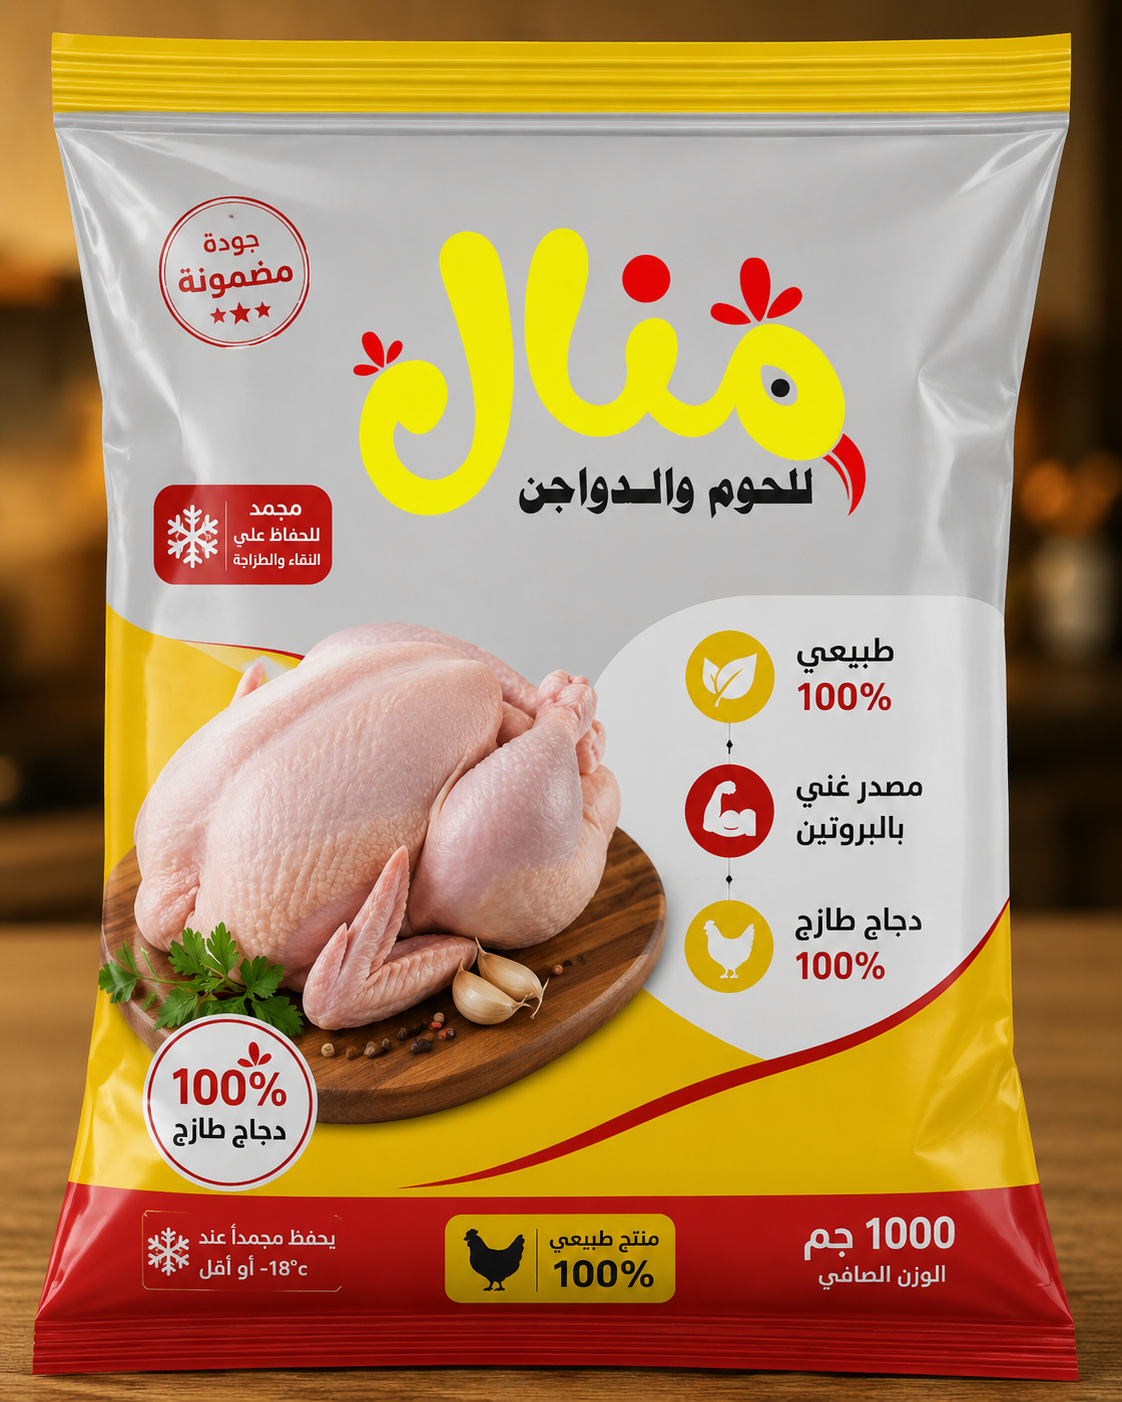 جودة
مضمونة
منال
للحوم والدواجن
مجمد
للحفاظ علي
النقاء والطزاجة
طبيعي
100%
مصدر غني
بالبروتين
دجاج طازج
100%
100%
دجاج طازج
يحفظ مجمداً عند
-18°c أو أقل
منتج طبيعي
100%
1000 جم
الوزن الصافي